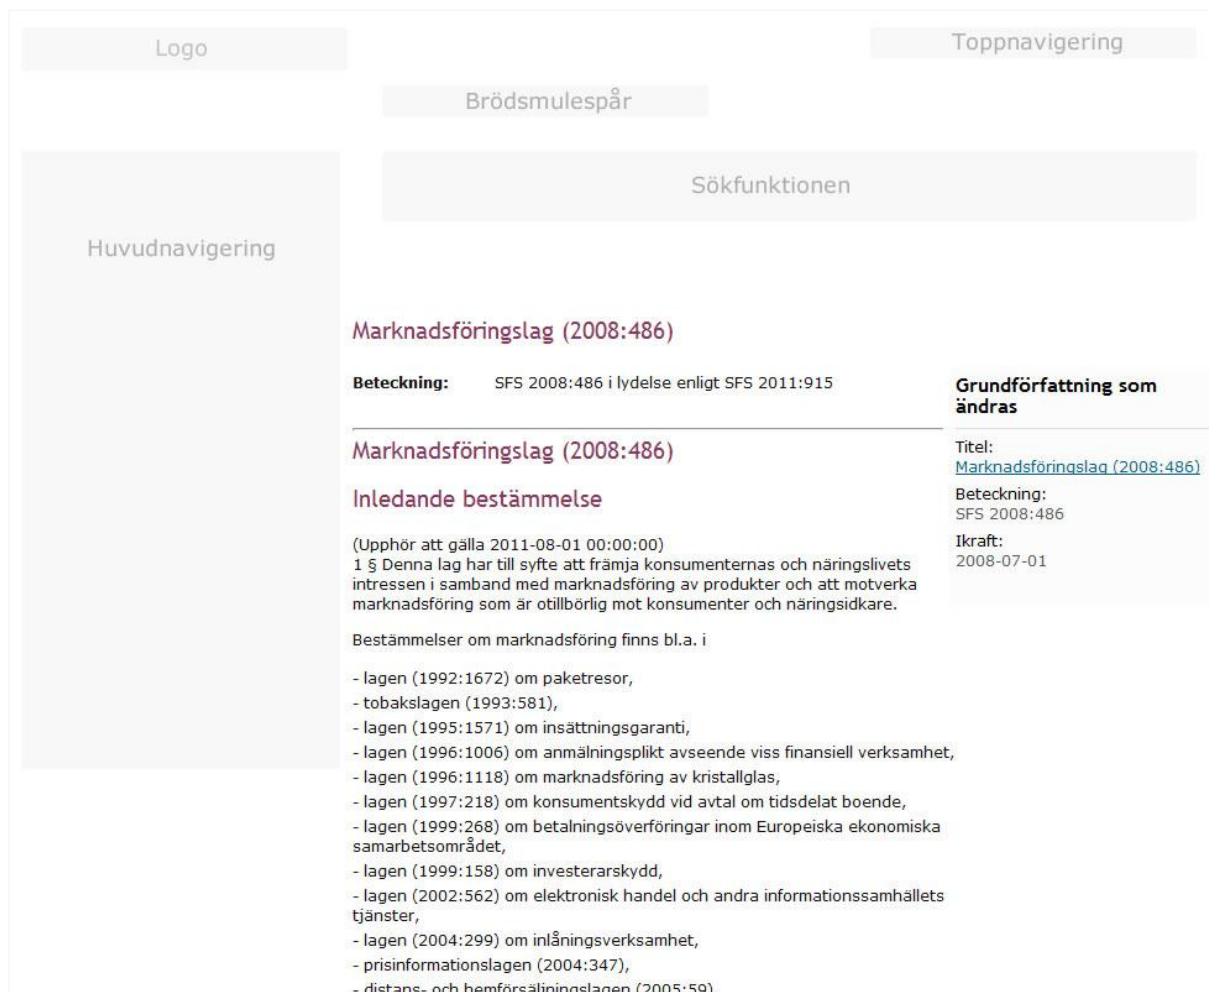 Logo
Toppnavigering
Brödsmulespår
Sökfunktionen
Huvudnavigering
Marknadsföringslag (2008:486)
Beteckning: SFS 2008:486 i lydelse enligt SFS 2011:915
Marknadsföringslag (2008:486)
Inledande bestämmelse
(Upphör att gälla 2011-08-01 00:00:00)
1 § Denna lag har till syfte att främja konsumenternas och näringslivets
intressen i samband med marknadsföring av produkter och att motverka
marknadsföring som är otillbörlig mot konsumenter och näringsidkare.
Bestämmelser om marknadsföring finns bl.a. i
- lagen (1992:1672) om paketresor,
- tobakslagen (1993:581),
- lagen (1995:1571) om insättningsgaranti,
- lagen (1996:1006) om anmälningsplikt avseende viss finansiell verksamhet,
- lagen (1996:1118) om marknadsföring av kristallglas,
- lagen (1997:218) om konsumentskydd vid avtal om tidsdelat boende,
- lagen (1999:268) om betalningsöverföringar inom Europeiska ekonomiska
samarbetsområdet,
- lagen (1999:158) om investerarskydd,
- lagen (2002:562) om elektronisk handel och andra informationssamhällets
tjänster,
- lagen (2004:299) om inlåningsverksamhet,
- prisinformationslagen (2004:347),
- distans- och hemförsäljningslagen (2005:59)
Grundförfattning som
ändras
Titel:
Marknadsföringslag (2008:486)
Beteckning:
SFS 2008:486
Ikraft:
2008-07-01